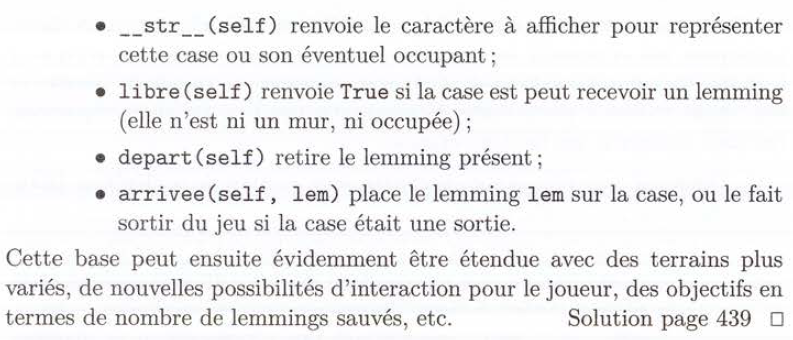 • __str__(self) renvoie le caractère à afficher pour représenter
cette case ou son éventuel occupant ;
• libre(self) renvoie True si la case est peut recevoir un lemming
(elle n'est ni un mur, ni occupée) ;
• depart(self) retire le lemming présent ;
• arrivee(self, lem) place le lemming lem sur la case, ou le fait
sortir du jeu si la case était une sortie.
Cette base peut ensuite évidemment être étendue avec des terrains plus
variés, de nouvelles possibilités d'interaction pour le joueur, des objectifs en
termes de nombre de lemmings sauvés, etc. Solution page 439 □